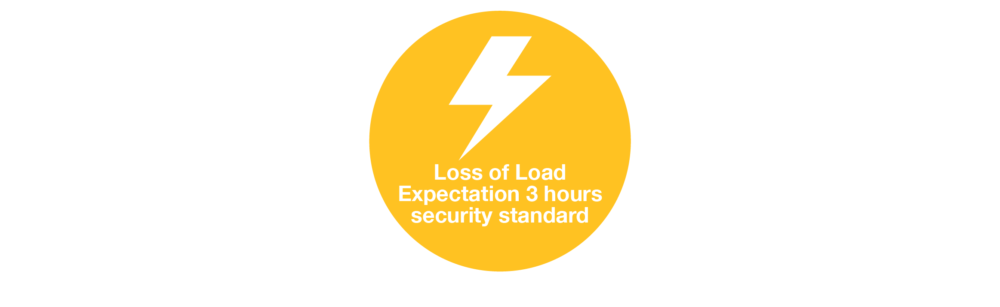 Loss of Load
Expectation 3 hours
security standard